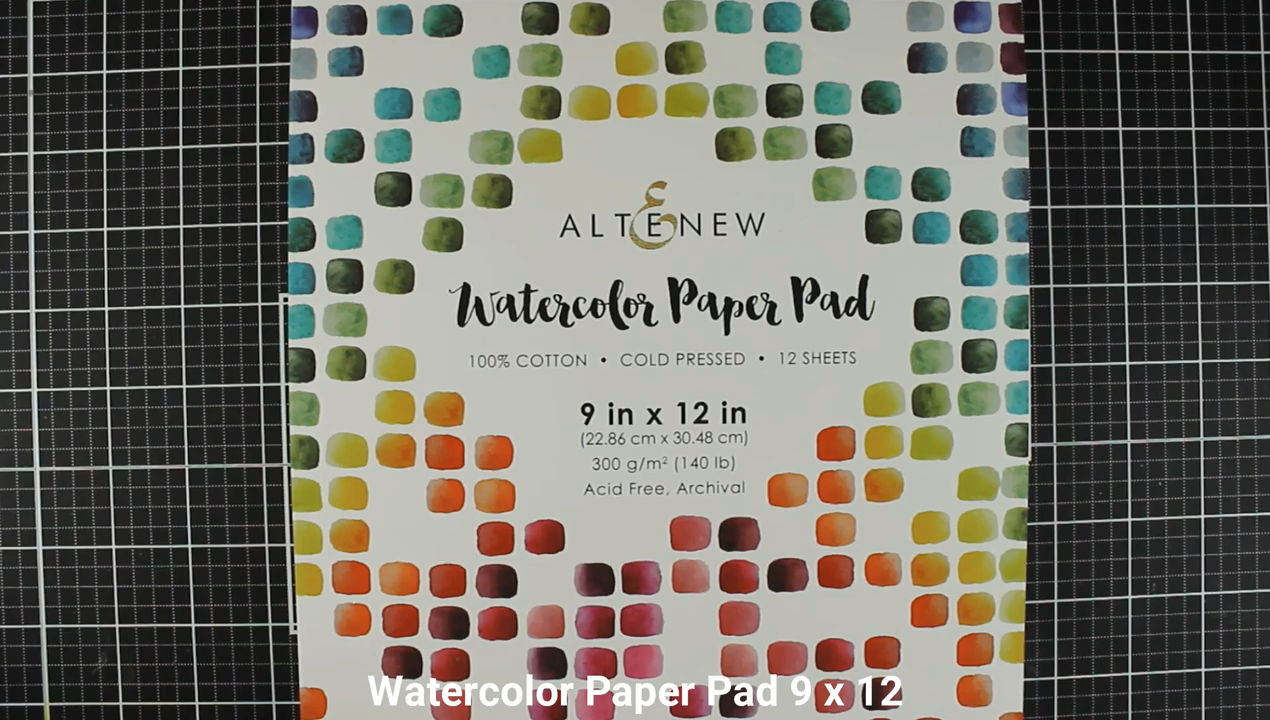 ALTENEW
Watercolor Paper Pad
100% COTTON • COLD PRESSED • 12 SHEETS
9 in x 12 in
(22.86 cm x 30.48 cm)
300 g/m² (140 lb)
Acid Free, Archival
Watercolor Paper Pad 9 x 12